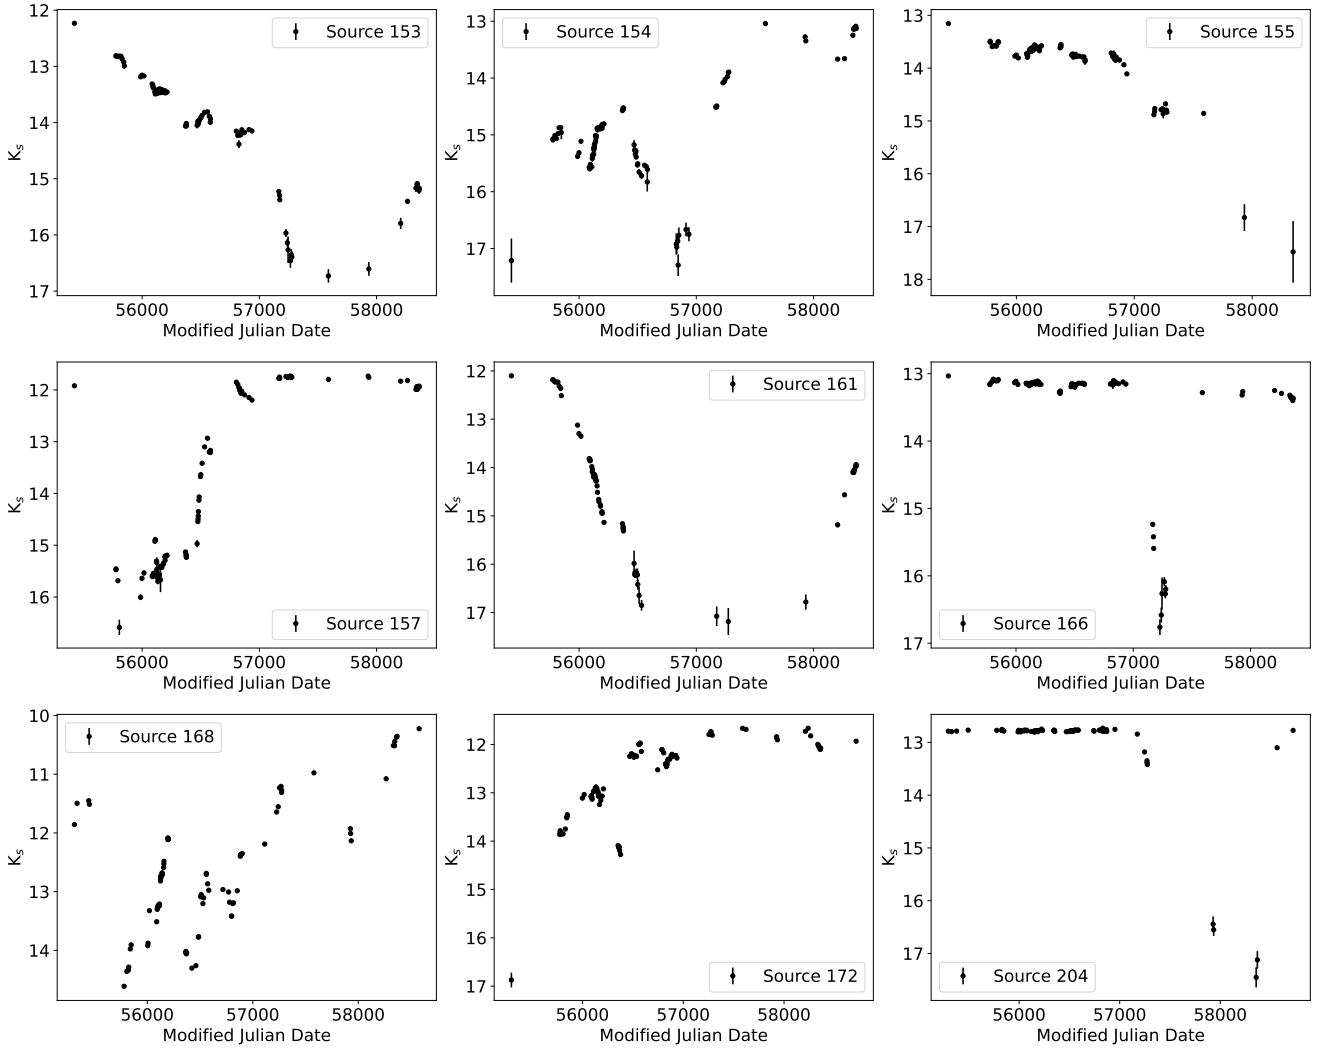 12
13
14
15
16
17
K_s
56000 57000 58000
Modified Julian Date
Source 153
13
14
15
16
17
K_s
56000 57000 58000
Modified Julian Date
Source 154
13
14
15
16
17
18
K_s
56000 57000 58000
Modified Julian Date
Source 155
12
13
14
15
16
K_s
56000 57000 58000
Modified Julian Date
Source 157
12
13
14
15
16
17
K_s
56000 57000 58000
Modified Julian Date
Source 161
13
14
15
16
17
K_s
56000 57000 58000
Modified Julian Date
Source 166
10
11
12
13
14
K_s
56000 57000 58000
Modified Julian Date
Source 168
12
13
14
15
16
17
K_s
56000 57000 58000
Modified Julian Date
Source 172
13
14
15
16
17
K_s
56000 57000 58000
Modified Julian Date
Source 204